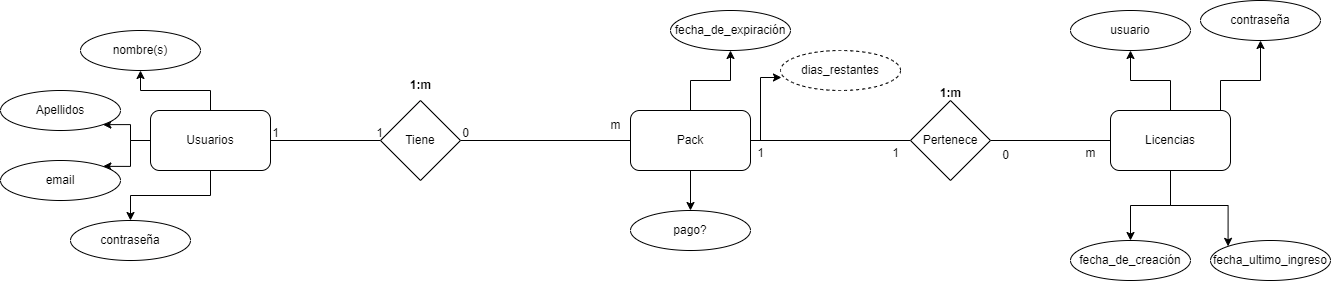 nombre(s)
Apellidos
email
contraseña
Usuarios
1
1
1:m
Tiene
0
m
fecha_de_expiración
dias_restantes
Pack
pago?
1
1
1:m
Pertenece
0
m
usuario
contraseña
Licencias
fecha_de_creación
fecha_ultimo_ingreso